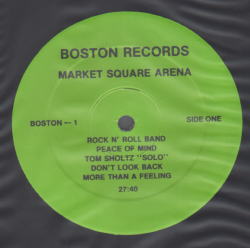 BOSTON RECORDS
MARKET SQUARE ARENA
BOSTON — 1
SIDE ONE
ROCK N' ROLL BAND
PEACE OF MIND
TOM SHOLTZ "SOLO"
DON'T LOOK BACK
MORE THAN A FEELING
27:40